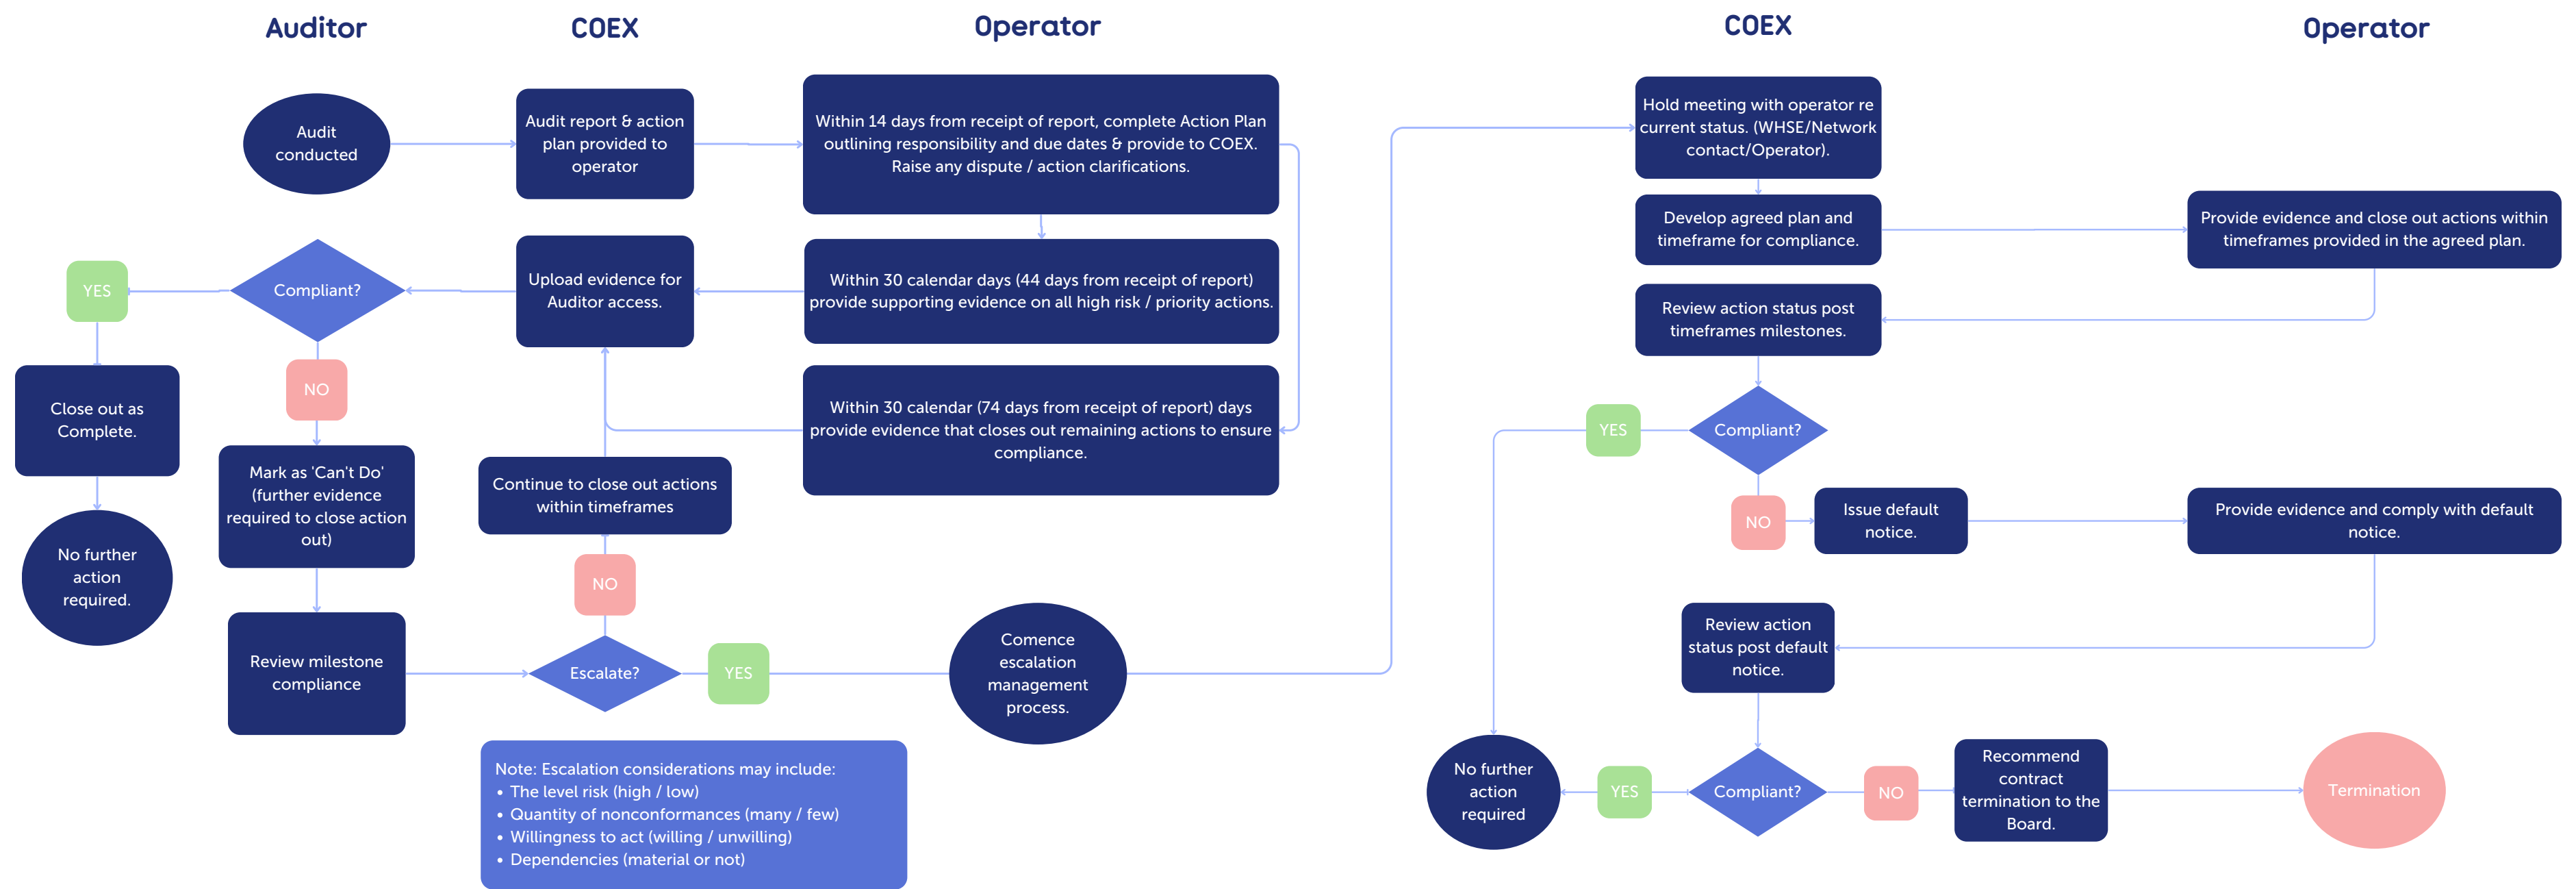 Auditor
COEX
Operator
COEX
Operator
Audit
conducted
Audit report & action
plan provided to
operator
Within 14 days from receipt of report, complete Action Plan
outlining responsibility and due dates & provide to COEX.
Raise any dispute / action clarifications.
Within 30 calendar days (44 days from receipt of report)
provide supporting evidence on all high risk / priority actions.
Upload evidence for
Auditor access.
Compliant?
YES
NO
Close out as
Complete.
No further
action
required.
Mark as 'Can't Do'
(further evidence
required to close action
out)
Within 30 calendar (74 days from receipt of report) days
provide evidence that closes out remaining actions to ensure
compliance.
Continue to close out actions
within timeframes
NO
Review milestone
compliance
Escalate?
YES
Comence
escalation
management
process.
Note: Escalation considerations may include:
• The level risk (high / low)
• Quantity of nonconformances (many / few)
• Willingness to act (willing / unwilling)
• Dependencies (material or not)
Hold meeting with operator re
current status. (WHSE/Network
contact/Operator).
Develop agreed plan and
timeframe for compliance.
Provide evidence and close out actions within
timeframes provided in the agreed plan.
Review action status post
timeframes milestones.
Compliant?
YES
NO
Issue default
notice.
Provide evidence and comply with default
notice.
Review action
status post default
notice.
Compliant?
YES
No further
action
required
NO
Recommend
contract
termination to the
Board.
Termination